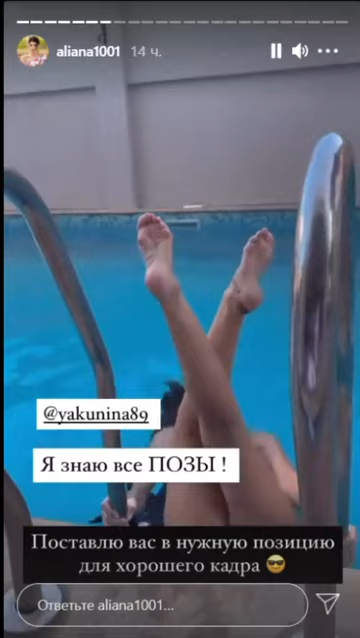 aliana1001 14 ч.
@yakunina89
Я знаю все ПОЗЫ !
Поставлю вас в нужную позицию
для хорошего кадра 😎
Ответьте aliana1001...